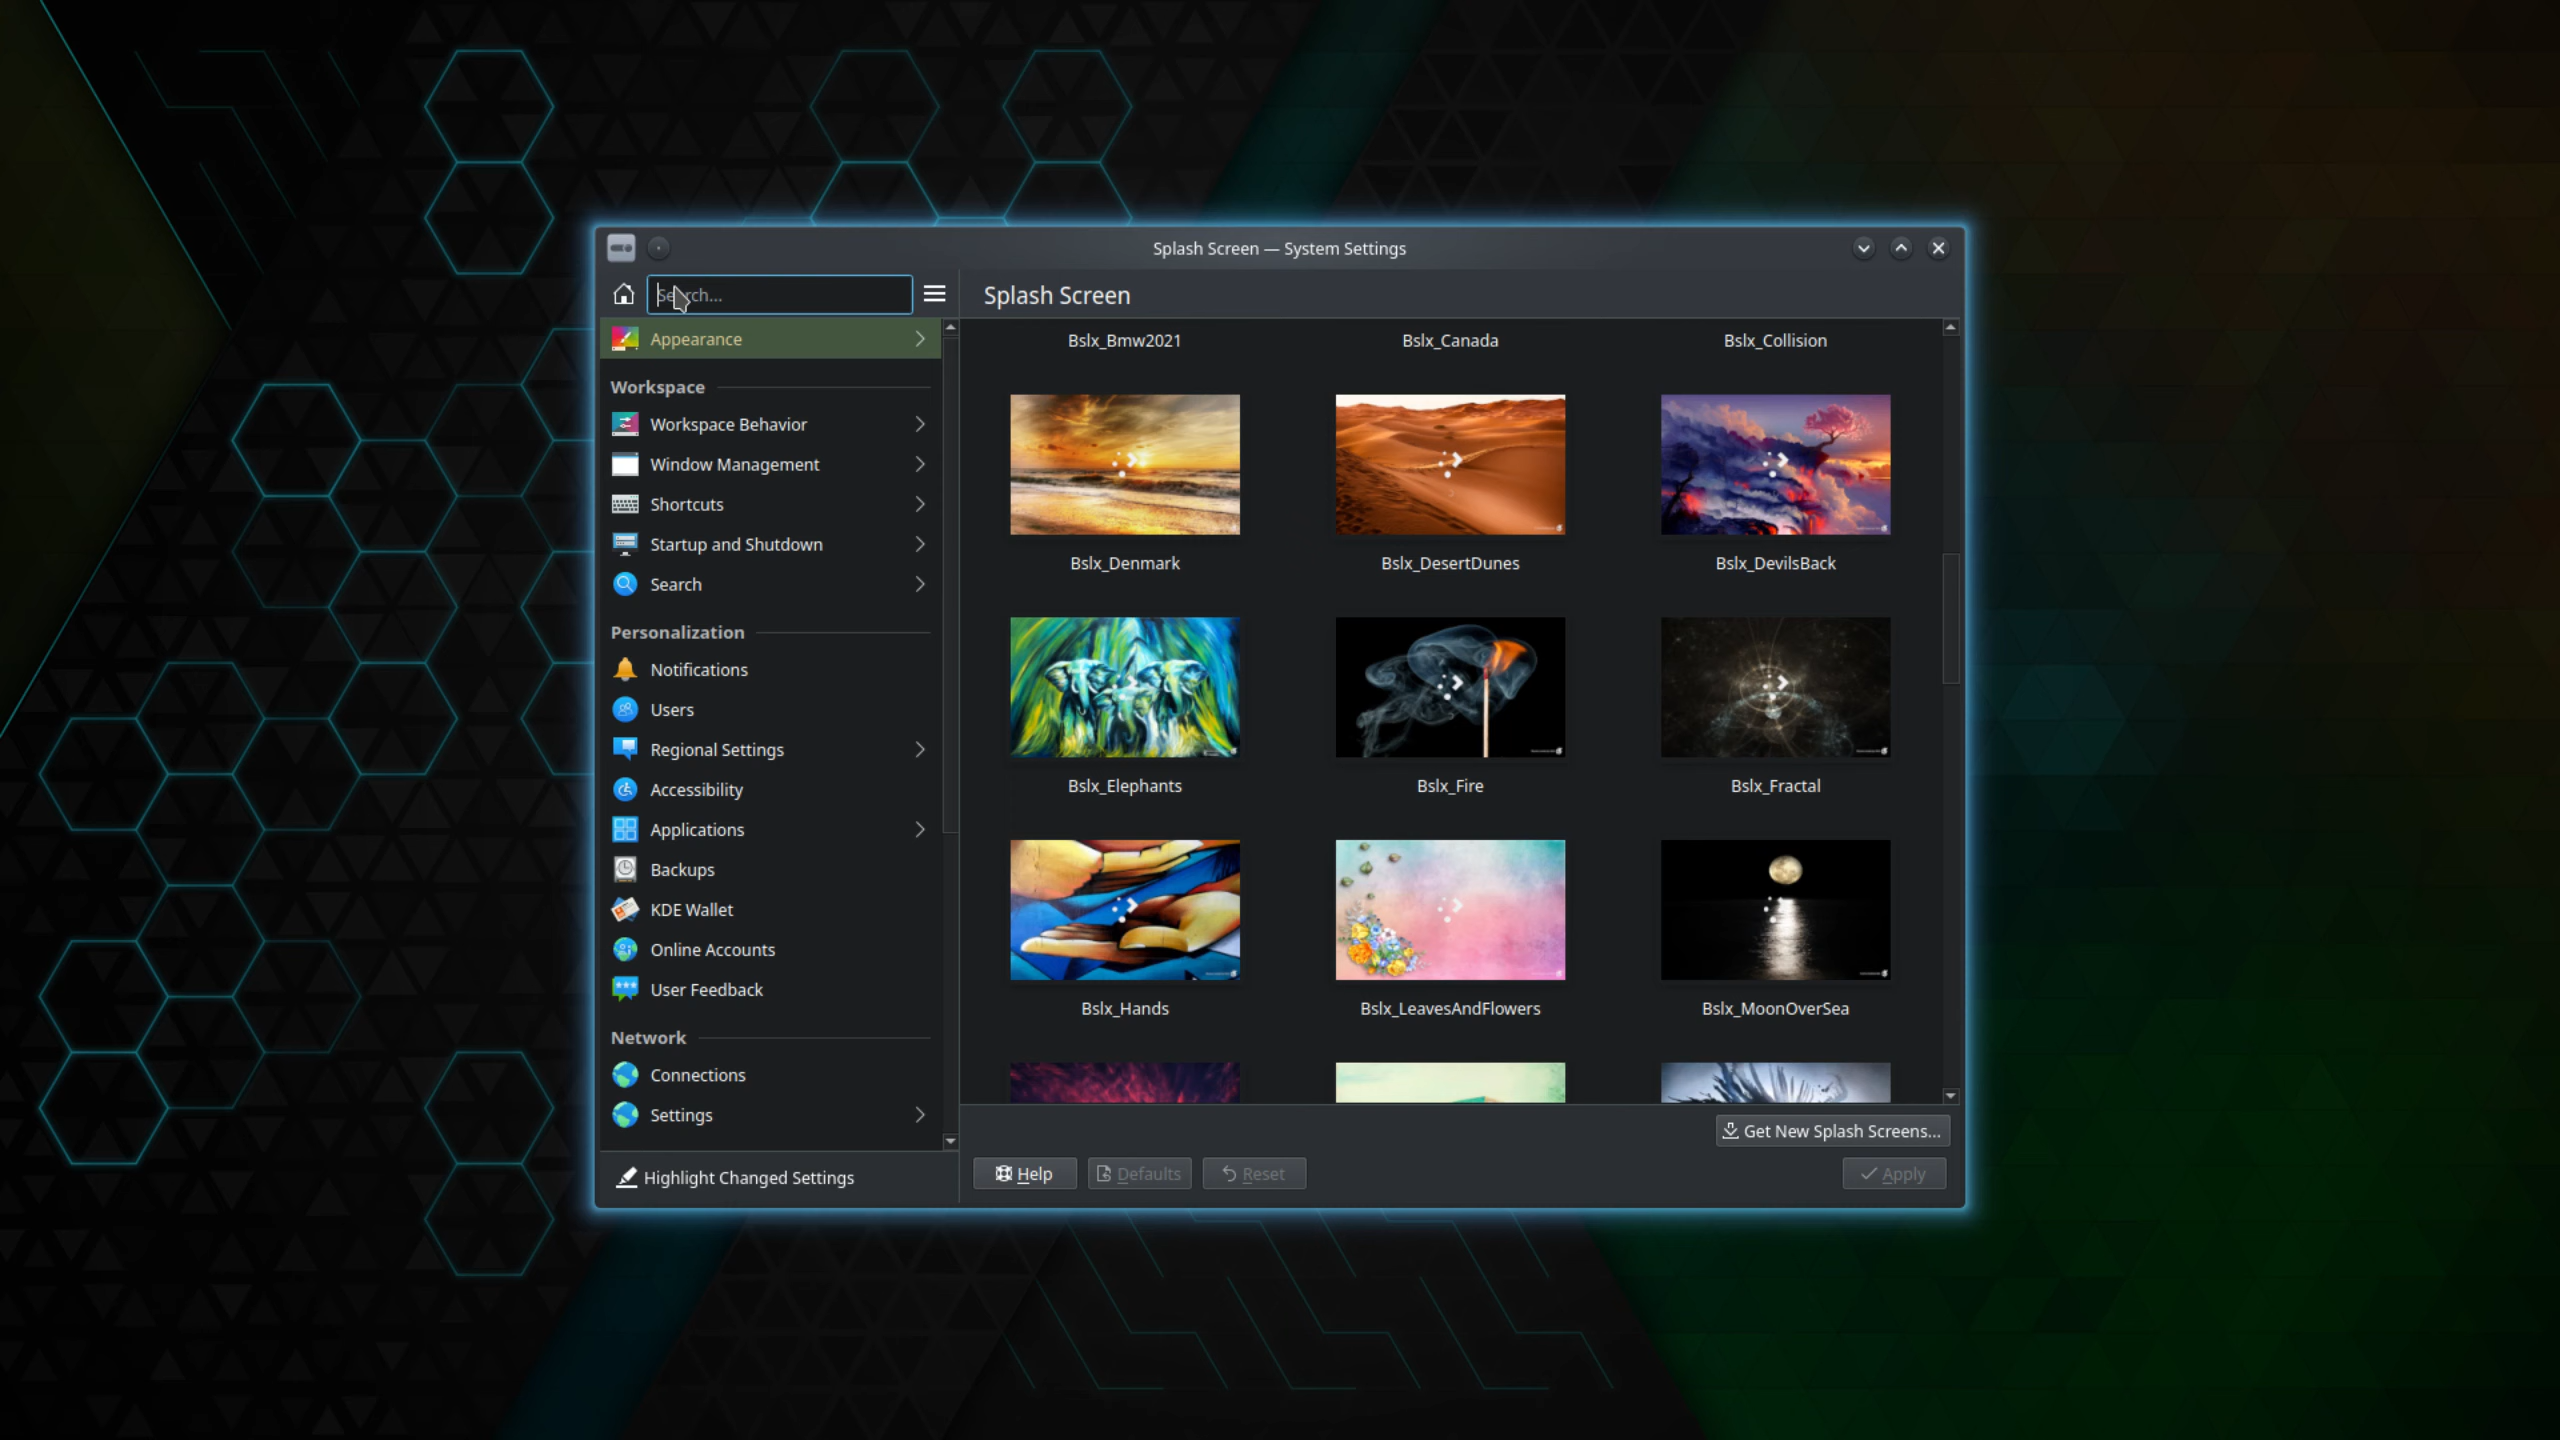 Splash Screen — System Settings
Search...
Splash Screen
Appearance
Workspace
Workspace Behavior
Window Management
Shortcuts
Startup and Shutdown
Search
Personalization
Notifications
Users
Regional Settings
Accessibility
Applications
Backups
KDE Wallet
Online Accounts
User Feedback
Network
Connections
Settings
Highlight Changed Settings
Bslx_Bmw2021
Bslx_Canada
Bslx_Collision
Bslx_Denmark
Bslx_DesertDunes
Bslx_DevilsBack
Bslx_Elephants
Bslx_Fire
Bslx_Fractal
Bslx_Hands
Bslx_LeavesAndFlowers
Bslx_MoonOverSea
Get New Splash Screens...
Help
Defaults
Reset
Apply